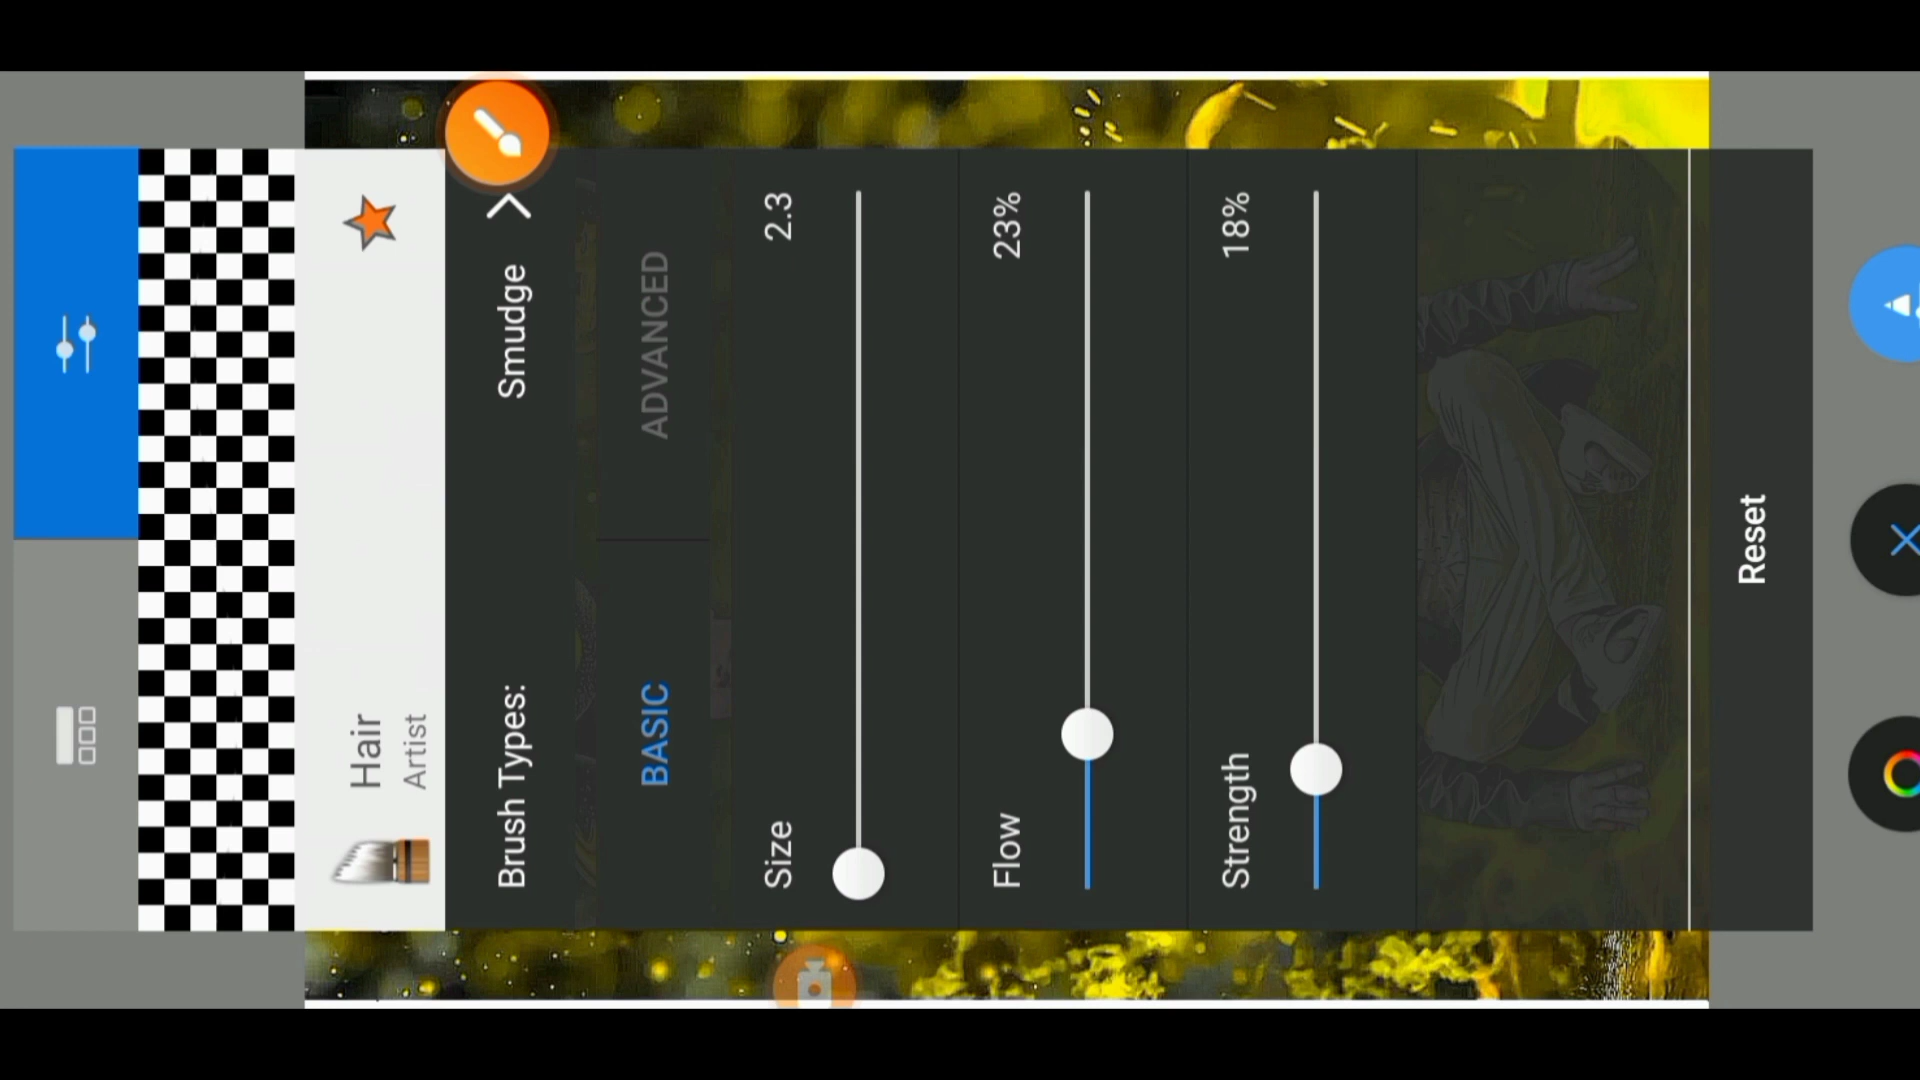 Hair
Artist
Brush Types: Smudge
BASIC ADVANCED
Size 2.3
Flow 23%
Strength 18%
Reset